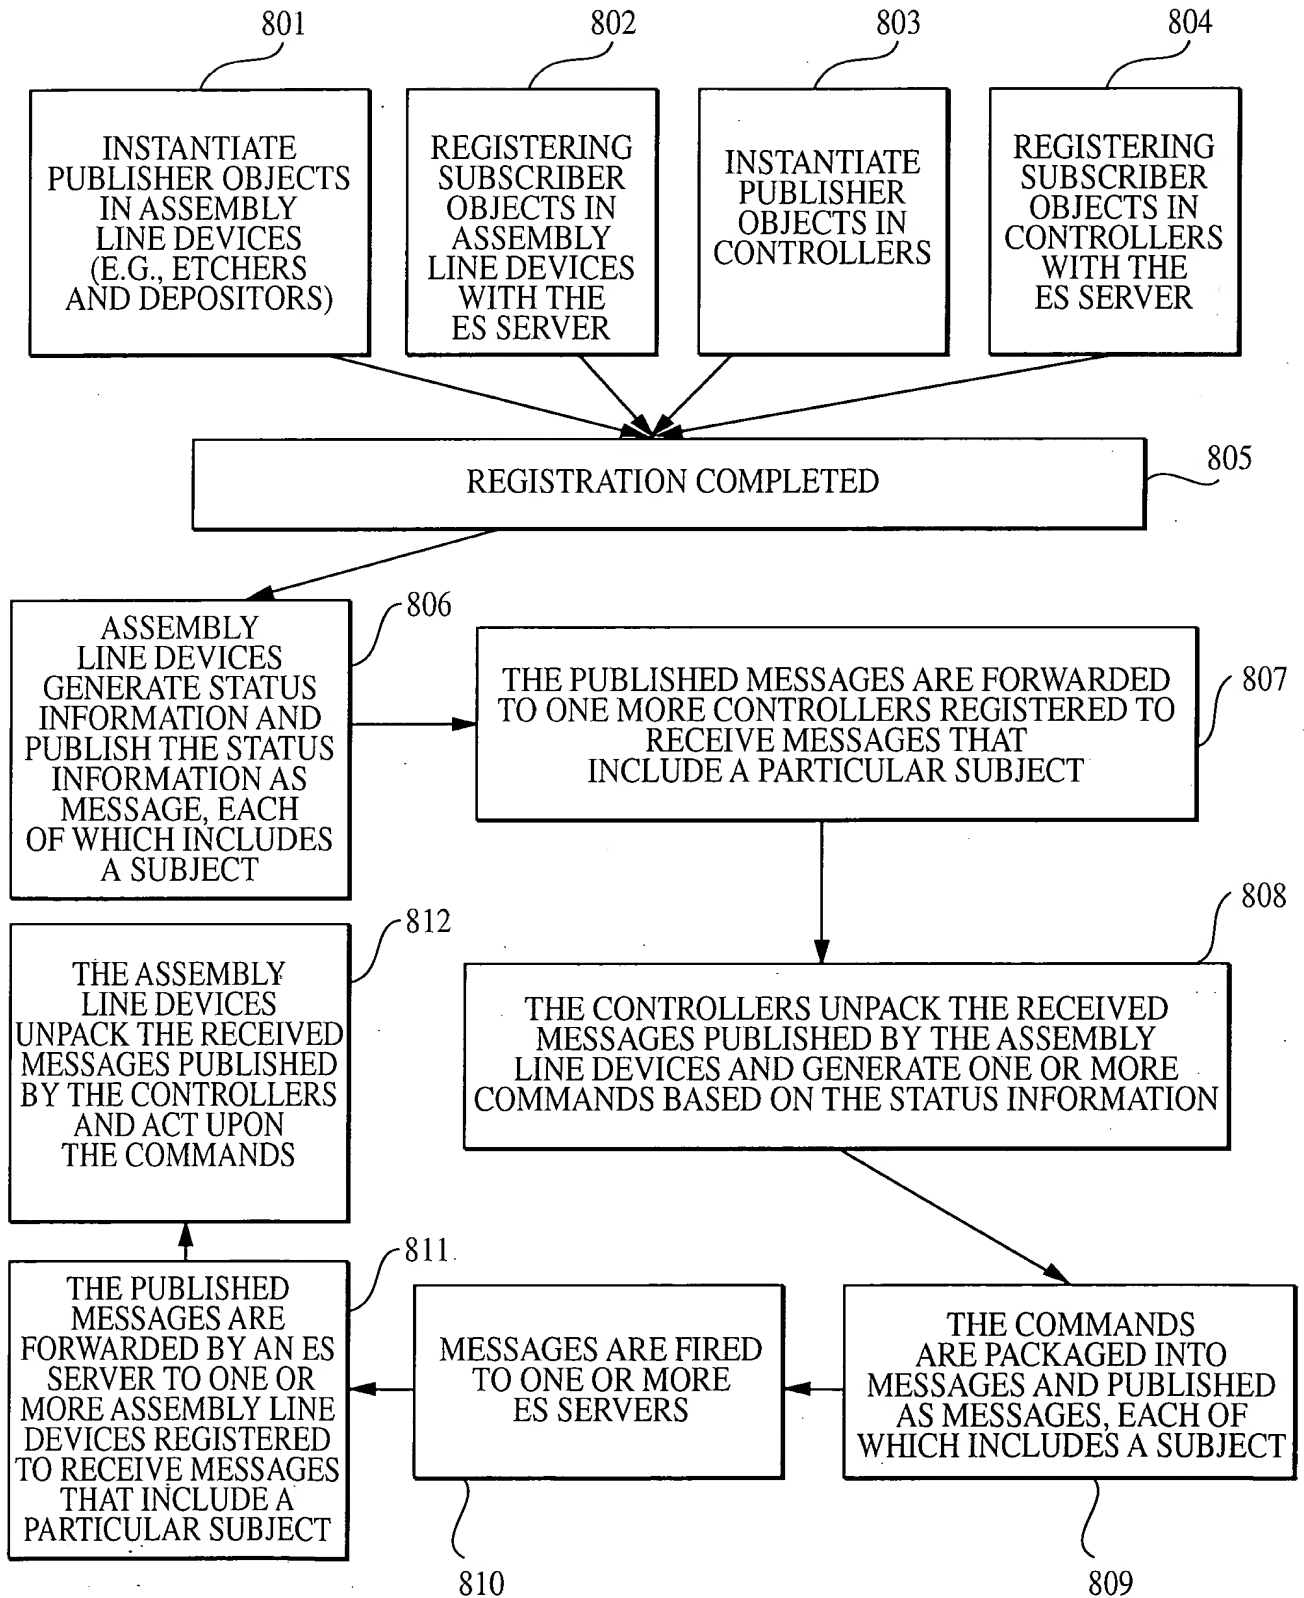 801
802
803
804
INSTANTIATE
PUBLISHER OBJECTS
IN ASSEMBLY
LINE DEVICES
(E.G., ETCHERS
AND DEPOSITORS)
REGISTERING
SUBSCRIBER
OBJECTS IN
ASSEMBLY
LINE DEVICES
WITH THE
ES SERVER
INSTANTIATE
PUBLISHER
OBJECTS IN
CONTROLLERS
REGISTERING
SUBSCRIBER
OBJECTS IN
CONTROLLERS
WITH THE
ES SERVER
REGISTRATION COMPLETED
805
806
ASSEMBLY
LINE DEVICES
GENERATE STATUS
INFORMATION AND
PUBLISH THE STATUS
INFORMATION AS
MESSAGE, EACH
OF WHICH INCLUDES
A SUBJECT
THE PUBLISHED MESSAGES ARE FORWARDED
TO ONE MORE CONTROLLERS REGISTERED TO
RECEIVE MESSAGES THAT
INCLUDE A PARTICULAR SUBJECT
807
808
THE CONTROLLERS UNPACK THE RECEIVED
MESSAGES PUBLISHED BY THE ASSEMBLY
LINE DEVICES AND GENERATE ONE OR MORE
COMMANDS BASED ON THE STATUS INFORMATION
THE COMMANDS
ARE PACKAGED INTO
MESSAGES AND PUBLISHED
AS MESSAGES, EACH OF
WHICH INCLUDES A SUBJECT
809
MESSAGES ARE FIRED
TO ONE OR MORE
ES SERVERS
810
811
THE PUBLISHED
MESSAGES ARE
FORWARDED BY AN ES
SERVER TO ONE OR
MORE ASSEMBLY LINE
DEVICES REGISTERED
TO RECEIVE MESSAGES
THAT INCLUDE A
PARTICULAR SUBJECT
812
THE ASSEMBLY
LINE DEVICES
UNPACK THE RECEIVED
MESSAGES PUBLISHED
BY THE CONTROLLERS
AND ACT UPON
THE COMMANDS